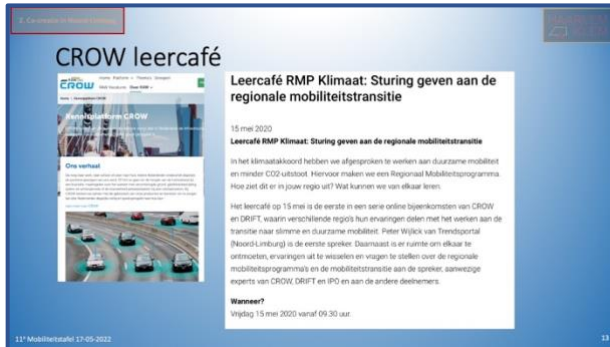 2. Co-creatie in Noord-Limburg
CROW leercafé
CROW
Home
Kennisplatform CROW
Ons verhaal
Leercafé RMP Klimaat: Sturing geven aan de
regionale mobiliteitstransitie
15 mei 2020
Leercafé RMP Klimaat: Sturing geven aan de regionale mobiliteitstransitie
In het klimaatakkoord hebben we afgesproken te werken aan duurzame mobiliteit
en minder CO2-uitstoot. Hiervoor maken we een Regionaal Mobiliteitsprogramma.
Hoe ziet dit er in jouw regio uit? Wat kunnen we van elkaar leren.
Het leercafé op 15 mei is de eerste in een serie online bijeenkomsten van CROW
en DRIFT, waarin verschillende regio's hun ervaringen delen met het werken aan de
transitie naar slimme en duurzame mobiliteit. Peter Wijlick van Trendsportal
(Noord-Limburg) is de eerste spreker. Daarnaast is er ruimte om elkaar te
ontmoeten, ervaringen uit te wisselen en vragen te stellen over de regionale
mobiliteitsprogramma's en de mobiliteitstransitie aan de spreker, aanwezige
experts van CROW, DRIFT en IPO en aan de andere deelnemers.
Wanneer?
Vrijdag 15 mei 2020 vanaf 09.30 uur.
11e Mobiliteitstafel 17-05-2022
13